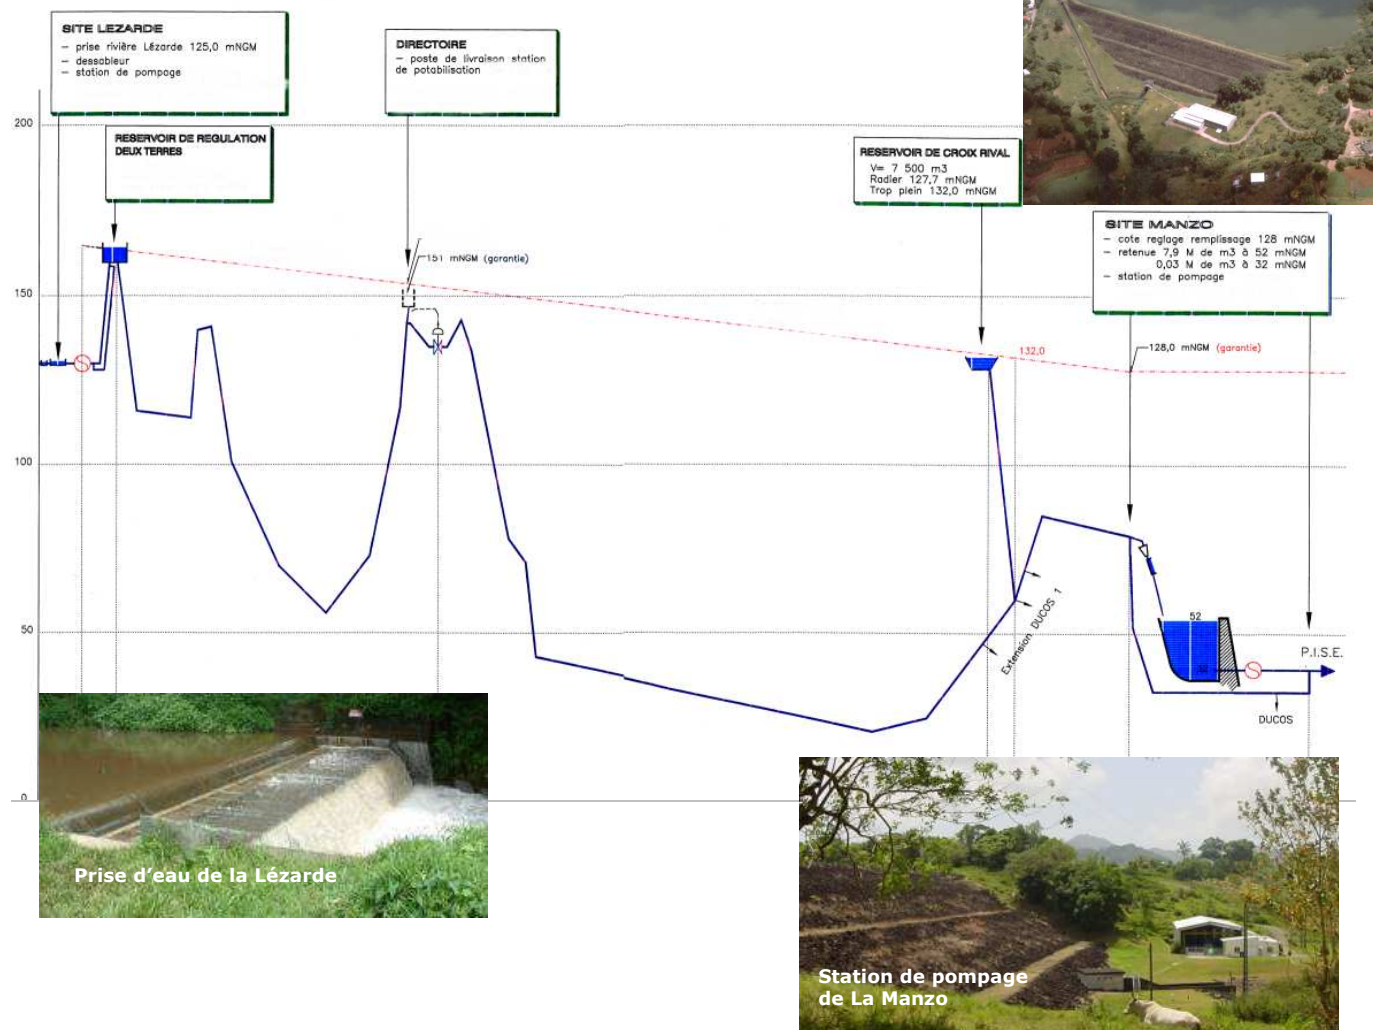 SITE LEZARDE
– prise rivière Lézarde 125,0 mNGM
– dessableur
– station de pompage
DIRECTOIRE
– poste de livraison station
de potabilisation
200
RESERVOIR DE REGULATION
DEUX TERRES
RESERVOIR DE CROIX RIVAL
V= 7 500 m3
Radier 127,7 mNGM
Trop plein 132,0 mNGM
SITE MANZO
– cote reglage remplissage 128 mNGM
– retenue 7,9 M de m3 à 52 mNGM
0,03 M de m3 à 32 mNGM
– station de pompage
151 mNGM (garantie)
150
132,0
128,0 mNGM (garantie)
100
Extension DUCOS 1
52
50
P.I.S.E.
32
DUCOS
0
Prise d’eau de la Lézarde
Station de pompage
de La Manzo